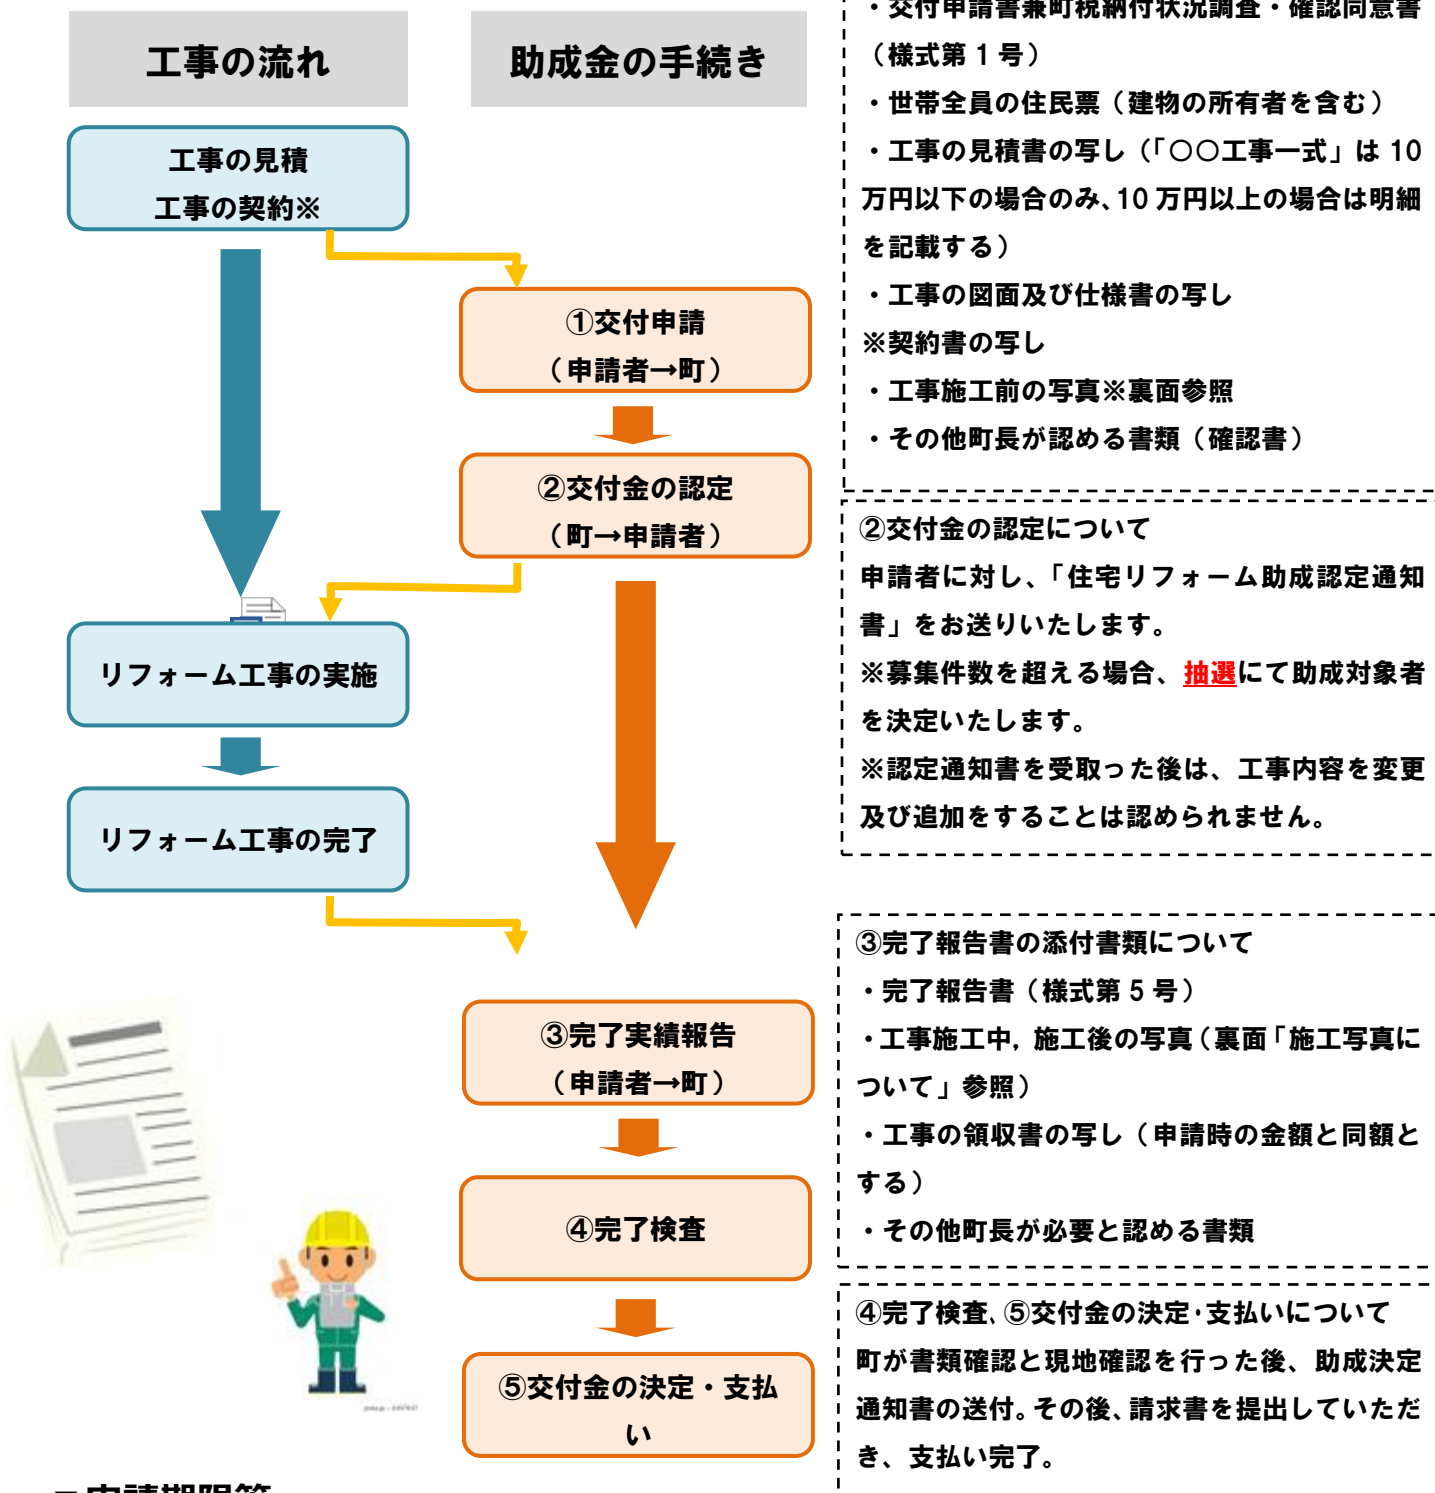 工事の流れ
助成金の手続き
工事の見積
工事の契約※
①交付申請
（申請者→町）
②交付金の認定
（町→申請者）
リフォーム工事の実施
リフォーム工事の完了
③完了実績報告
（申請者→町）
④完了検査
⑤交付金の決定・支払
い
・交付申請書兼町税納付状況調査・確認同意書
（様式第１号）
・世帯全員の住民票（建物の所有者を含む）
・工事の見積書の写し（「〇〇工事一式」は 10
万円以下の場合のみ、10 万円以上の場合は明細
を記載する）
・工事の図面及び仕様書の写し
※契約書の写し
・工事施工前の写真※裏面参照
・その他町長が認める書類（確認書）
②交付金の認定について
申請者に対し、「住宅リフォーム助成認定通知
書」をお送りいたします。
※募集件数を超える場合、抽選にて助成対象者
を決定いたします。
※認定通知書を受取った後は、工事内容を変更
及び追加をすることは認められません。
③完了報告書の添付書類について
・完了報告書（様式第５号）
・工事施工中，施工後の写真（裏面「施工写真に
ついて」参照）
・工事の領収書の写し（申請時の金額と同額と
する）
・その他町長が必要と認める書類
④完了検査、⑤交付金の決定・支払いについて
町が書類確認と現地確認を行った後、助成決定
通知書の送付。その後、請求書を提出していただ
き、支払い完了。
申請期限等